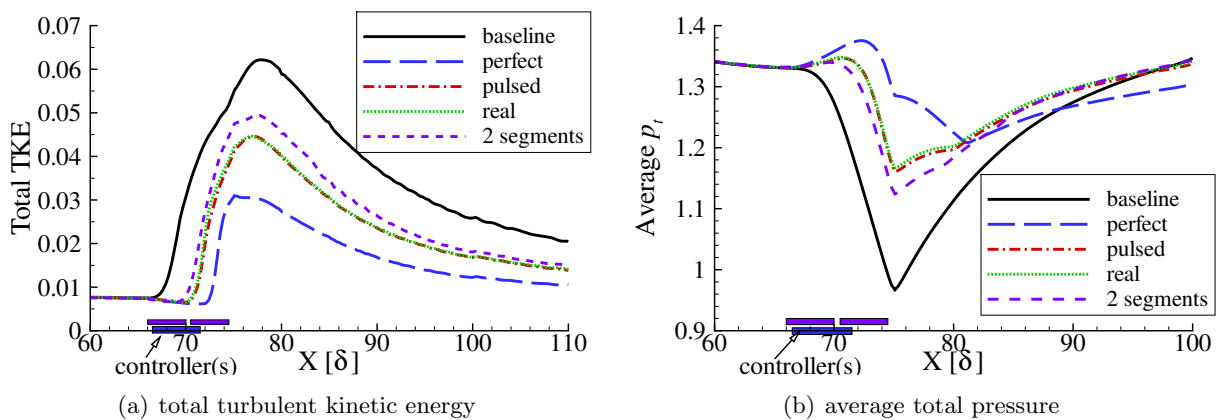 Total TKE
0.07
0.06
0.05
0.04
0.03
0.02
0.01
0
60
70
80
90
100
110
X [δ]
controller(s)
baseline
perfect
pulsed
real
2 segments
(a) total turbulent kinetic energy
Average pt
1.4
1.3
1.2
1.1
1
0.9
60
70
80
90
100
X [δ]
controller(s)
baseline
perfect
pulsed
real
2 segments
(b) average total pressure